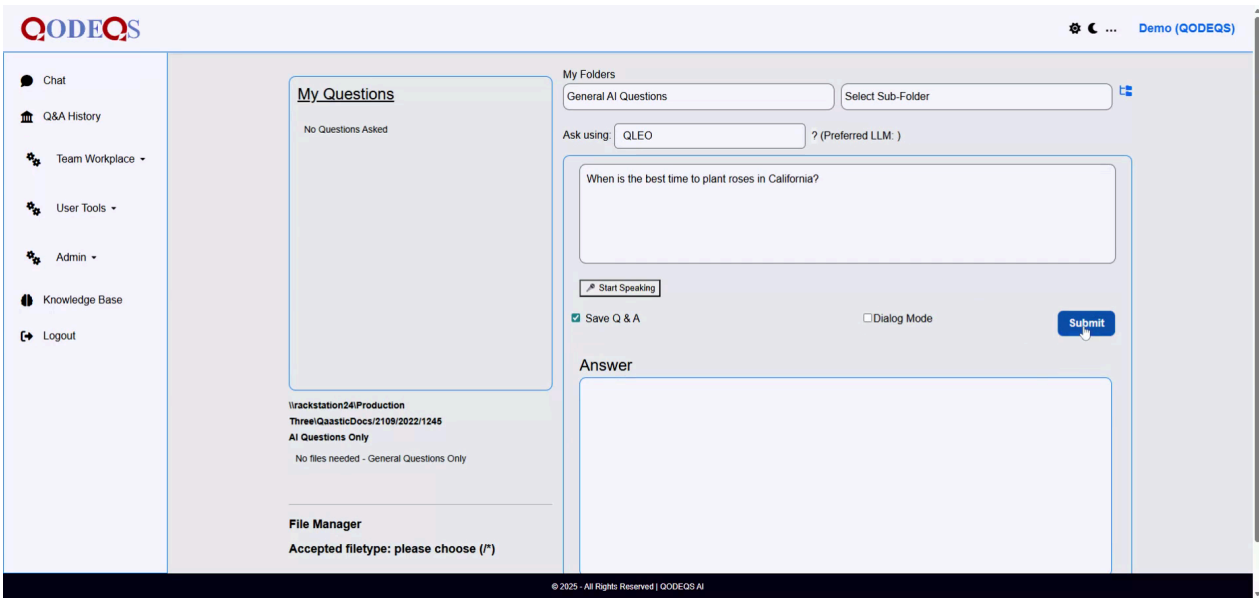 QODEQS
... Demo (QODEQS)
Chat
Q&A History
Team Workplace
User Tools
Admin
Knowledge Base
Logout
My Questions
No Questions Asked
\\rackstation24\Production
Three\QaasticDocs/2109/2022/1245
AI Questions Only
No files needed - General Questions Only
File Manager
Accepted filetype: please choose (/*)
My Folders
General AI Questions
Select Sub-Folder
Ask using: QLEO ? (Preferred LLM: )
When is the best time to plant roses in California?
Start Speaking
Save Q & A
Dialog Mode
Submit
Answer
© 2025 - All Rights Reserved | QODEQS AI